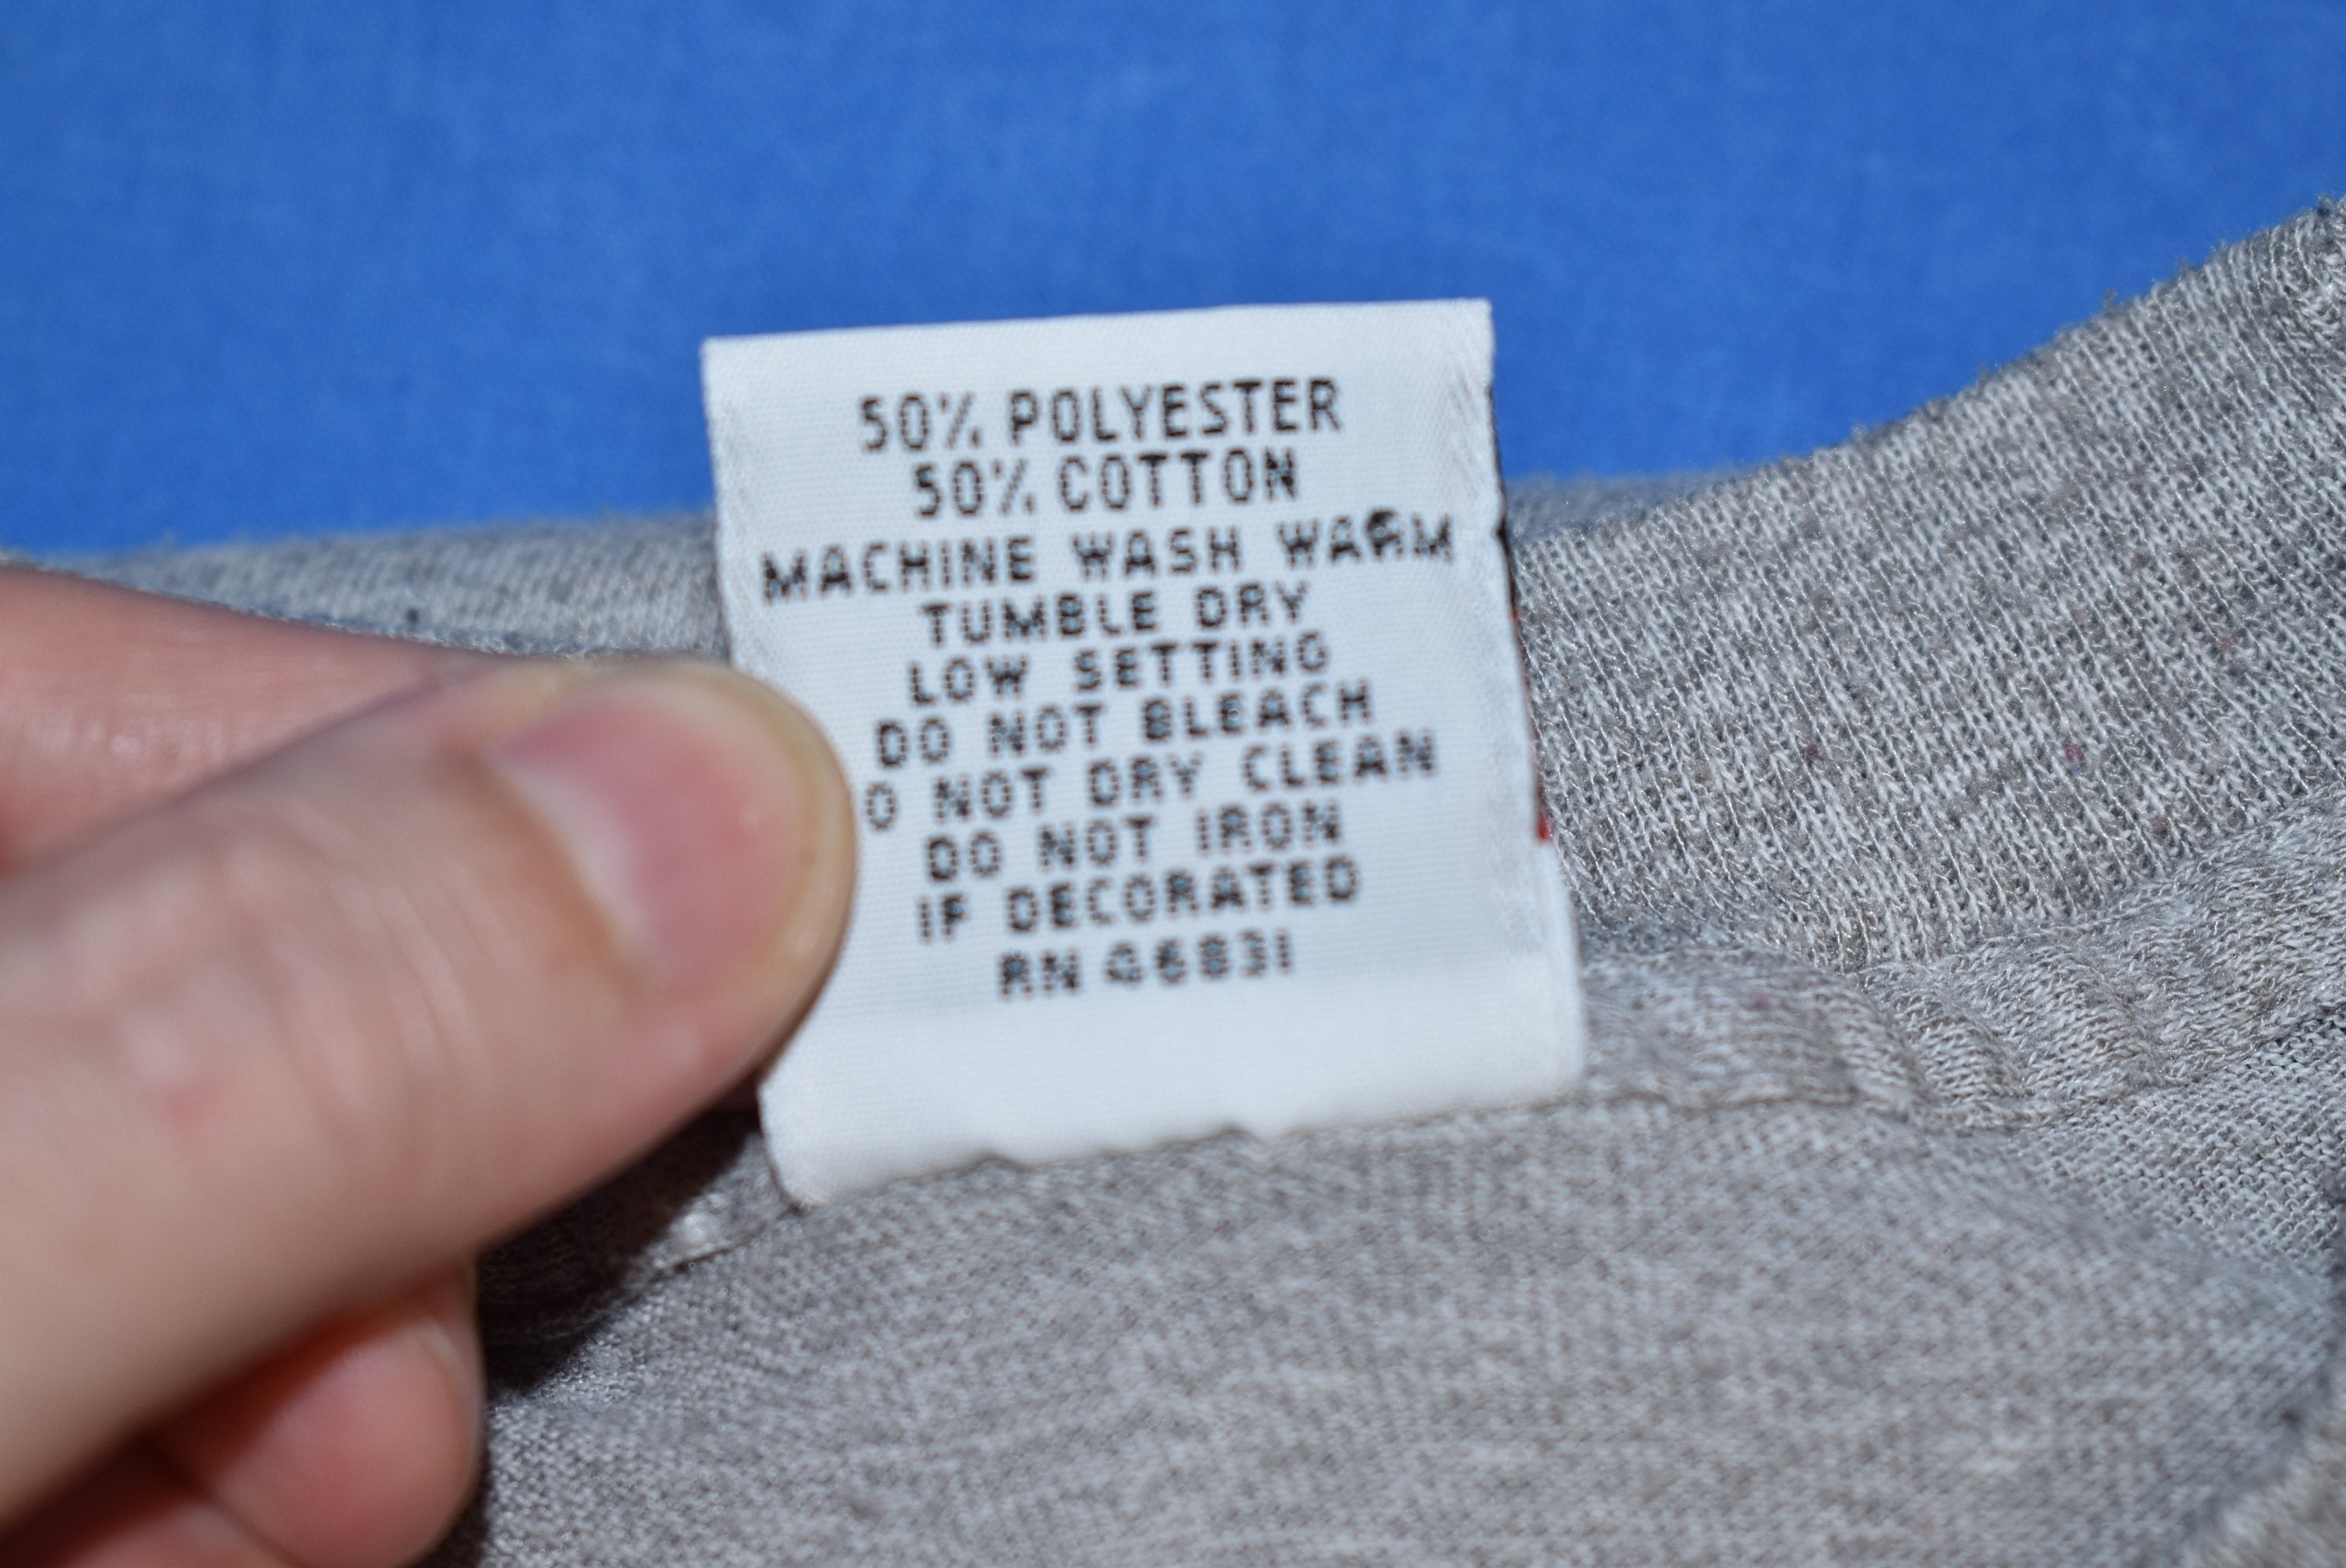 50% POLYESTER
50% COTTON
MACHINE WASH WARM
TUMBLE DRY
LOW SETTING
DO NOT BLEACH
O NOT DRY CLEAN
DO NOT IRON
IF DECORATED
RN 46831